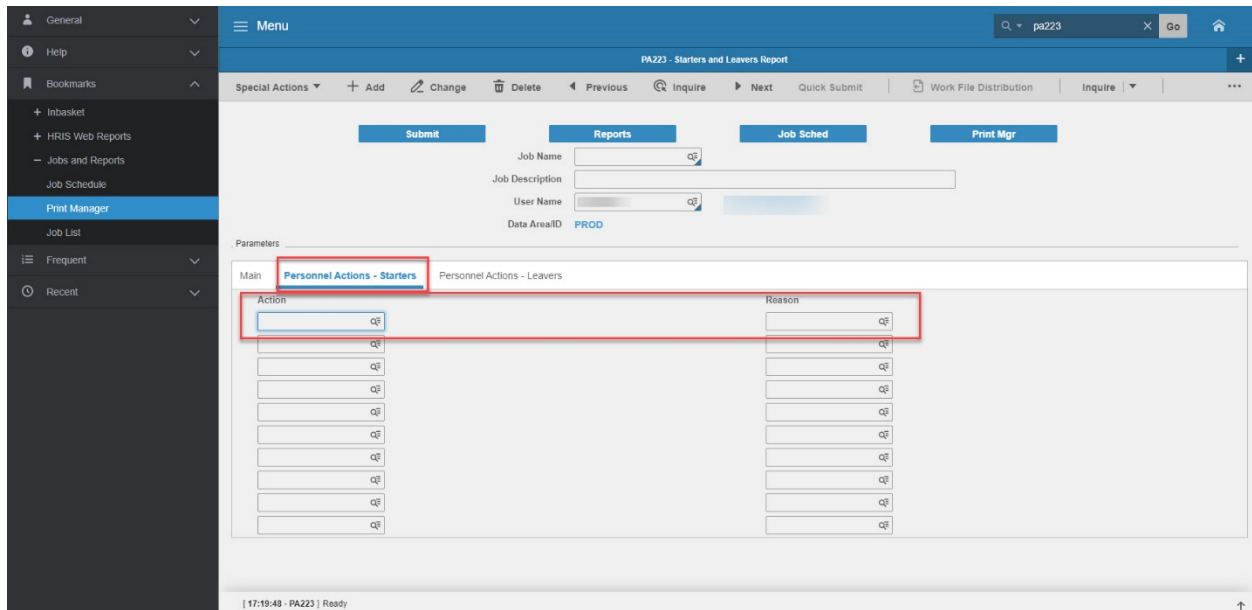 General
Help
Bookmarks
+ Inbasket
+ HRIS Web Reports
− Jobs and Reports
Job Schedule
Print Manager
Job List
Frequent
Recent
Menu
pa223
Go
PA223 - Starters and Leavers Report
Special Actions + Add Change Delete Previous Inquire Next Quick Submit Work File Distribution Inquire
Submit Reports Job Sched Print Mgr
Job Name
Job Description
User Name
Data Area/ID PROD
Parameters
Main Personnel Actions - Starters Personnel Actions - Leavers
Action Reason
[ 17:19:48 - PA223 ] Ready